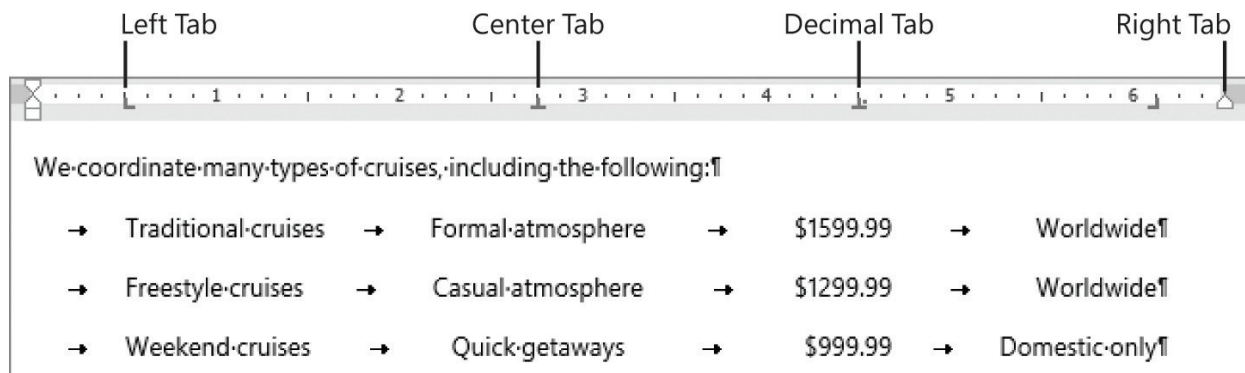 Left Tab Center Tab Decimal Tab Right Tab
1 2 3 4 5 6
We·coordinate·many·types·of·cruises,·including·the·following:¶
→ Traditional·cruises → Formal·atmosphere → $1599.99 → Worldwide¶
→ Freestyle·cruises → Casual·atmosphere → $1299.99 → Worldwide¶
→ Weekend·cruises → Quick·getaways → $999.99 → Domestic·only¶